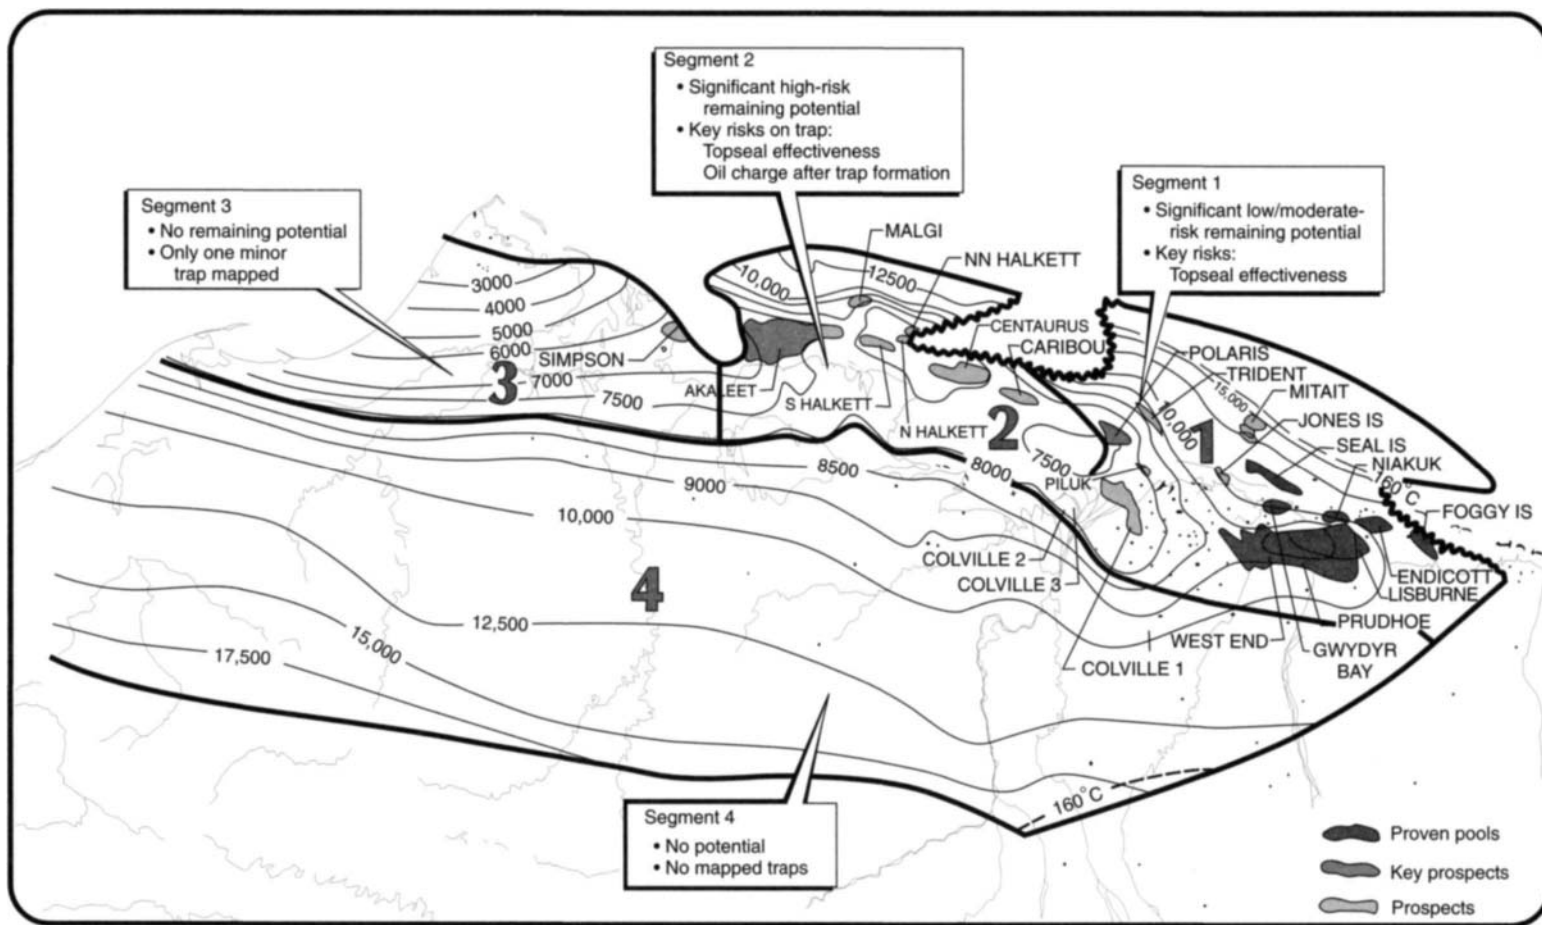 Segment 2
• Significant high-risk
remaining potential
• Key risks on trap:
Topseal effectiveness
Oil charge after trap formation
Segment 1
• Significant low/moderate-
risk remaining potential
• Key risks:
Topseal effectiveness
Segment 3
• No remaining potential
• Only one minor
trap mapped
MALGI
NN HALKETT
10,000
12500
3000
4000
5000
6000
7000
7500
SIMPSON
3
CENTAURUS
CARIBOU
POLARIS
TRIDENT
MITAIT
15,000
JONES IS
10,000
AKALEET
S HALKETT
N HALKETT
2
1
SEAL IS
NIAKUK
160°C
FOGGY IS
7500
8000
8500
9000
10,000
PILUK
COLVILLE 2
COLVILLE 3
ENDICOTT
LISBURNE
4
12,500
15,000
17,500
PRUDHOE
WEST END
GWYDYR
BAY
COLVILLE 1
160°C
Segment 4
• No potential
• No mapped traps
Proven pools
Key prospects
Prospects